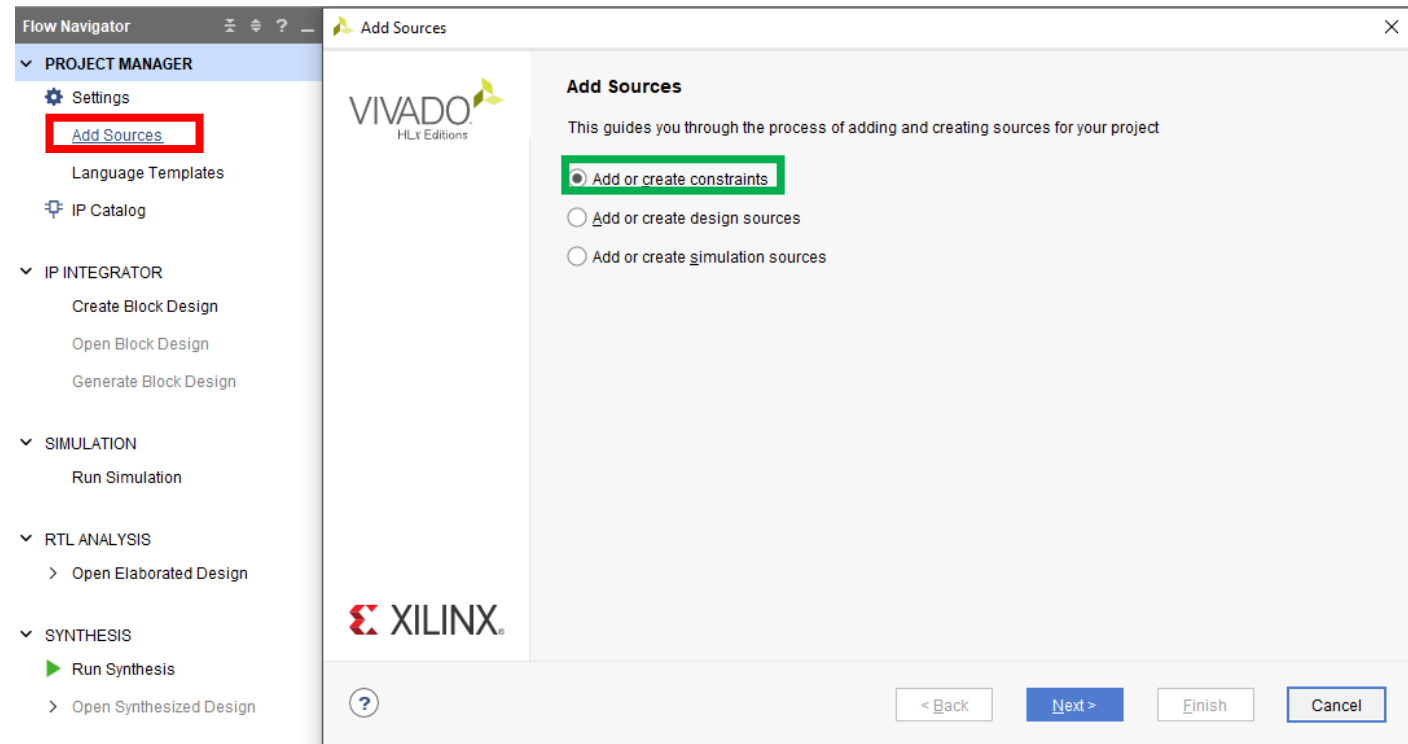 Flow Navigator
?
PROJECT MANAGER
Settings
Add Sources
Language Templates
IP Catalog
IP INTEGRATOR
Create Block Design
Open Block Design
Generate Block Design
SIMULATION
Run Simulation
RTL ANALYSIS
Open Elaborated Design
SYNTHESIS
Run Synthesis
Open Synthesized Design
Add Sources
VIVADO.
HLx Editions
XILINX®
Add Sources
This guides you through the process of adding and creating sources for your project
Add or create constraints
Add or create design sources
Add or create simulation sources
?
< Back
Next >
Finish
Cancel